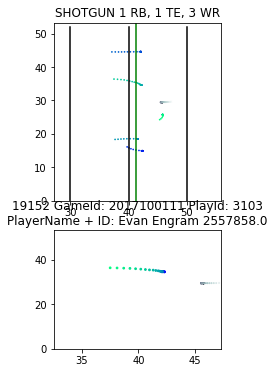 SHOTGUN 1 RB, 1 TE, 3 WR
50
40
30
20
10
0
30 40 50
19152 GameId: 2017100111 PlayId: 3103
PlayerName + ID: Evan Engram 2557858.0
40
20
0
35 40 45